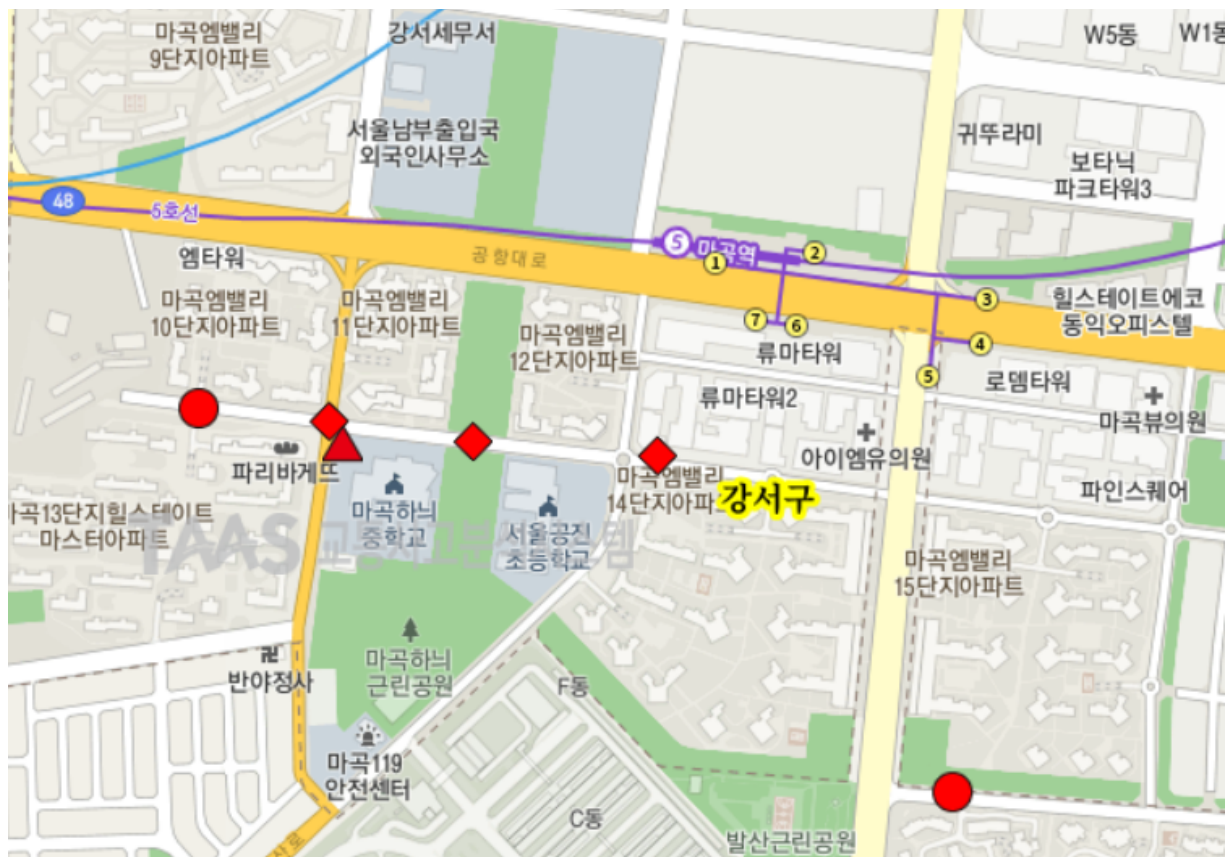 마곡엠밸리
9단지아파트
강서세무서
W5동
W1동
서울남부출입국
외국인사무소
귀뚜라미
보타닉
파크타워3
48
5호선
5
마곡역
1
2
3
4
5
6
7
공항대로
엠타워
마곡엠밸리
10단지아파트
마곡엠밸리
11단지아파트
마곡엠밸리
12단지아파트
힐스테이트에코
동익오피스텔
류마타워
류마타워2
로뎀타워
마곡뷰의원
아이엠유의원
파인스퀘어
파리바게뜨
마곡하늬
중학교
서울공진
초등학교
마곡엠밸리
14단지아파
강서구
마곡13단지힐스테이트
마스터아파트
TAAS 교통사고분석시스템
마곡엠밸리
15단지아파트
마곡하늬
근린공원
반야정사
F동
마곡119
안전센터
C동
발산근린공원